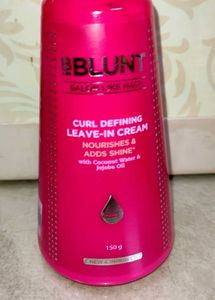 BBLUNT
SALON-LIKE HAIR
CURL DEFINING
LEAVE-IN CREAM
NOURISHES &
ADDS SHINE*
with Coconut Water &
Jojoba Oil
150 g